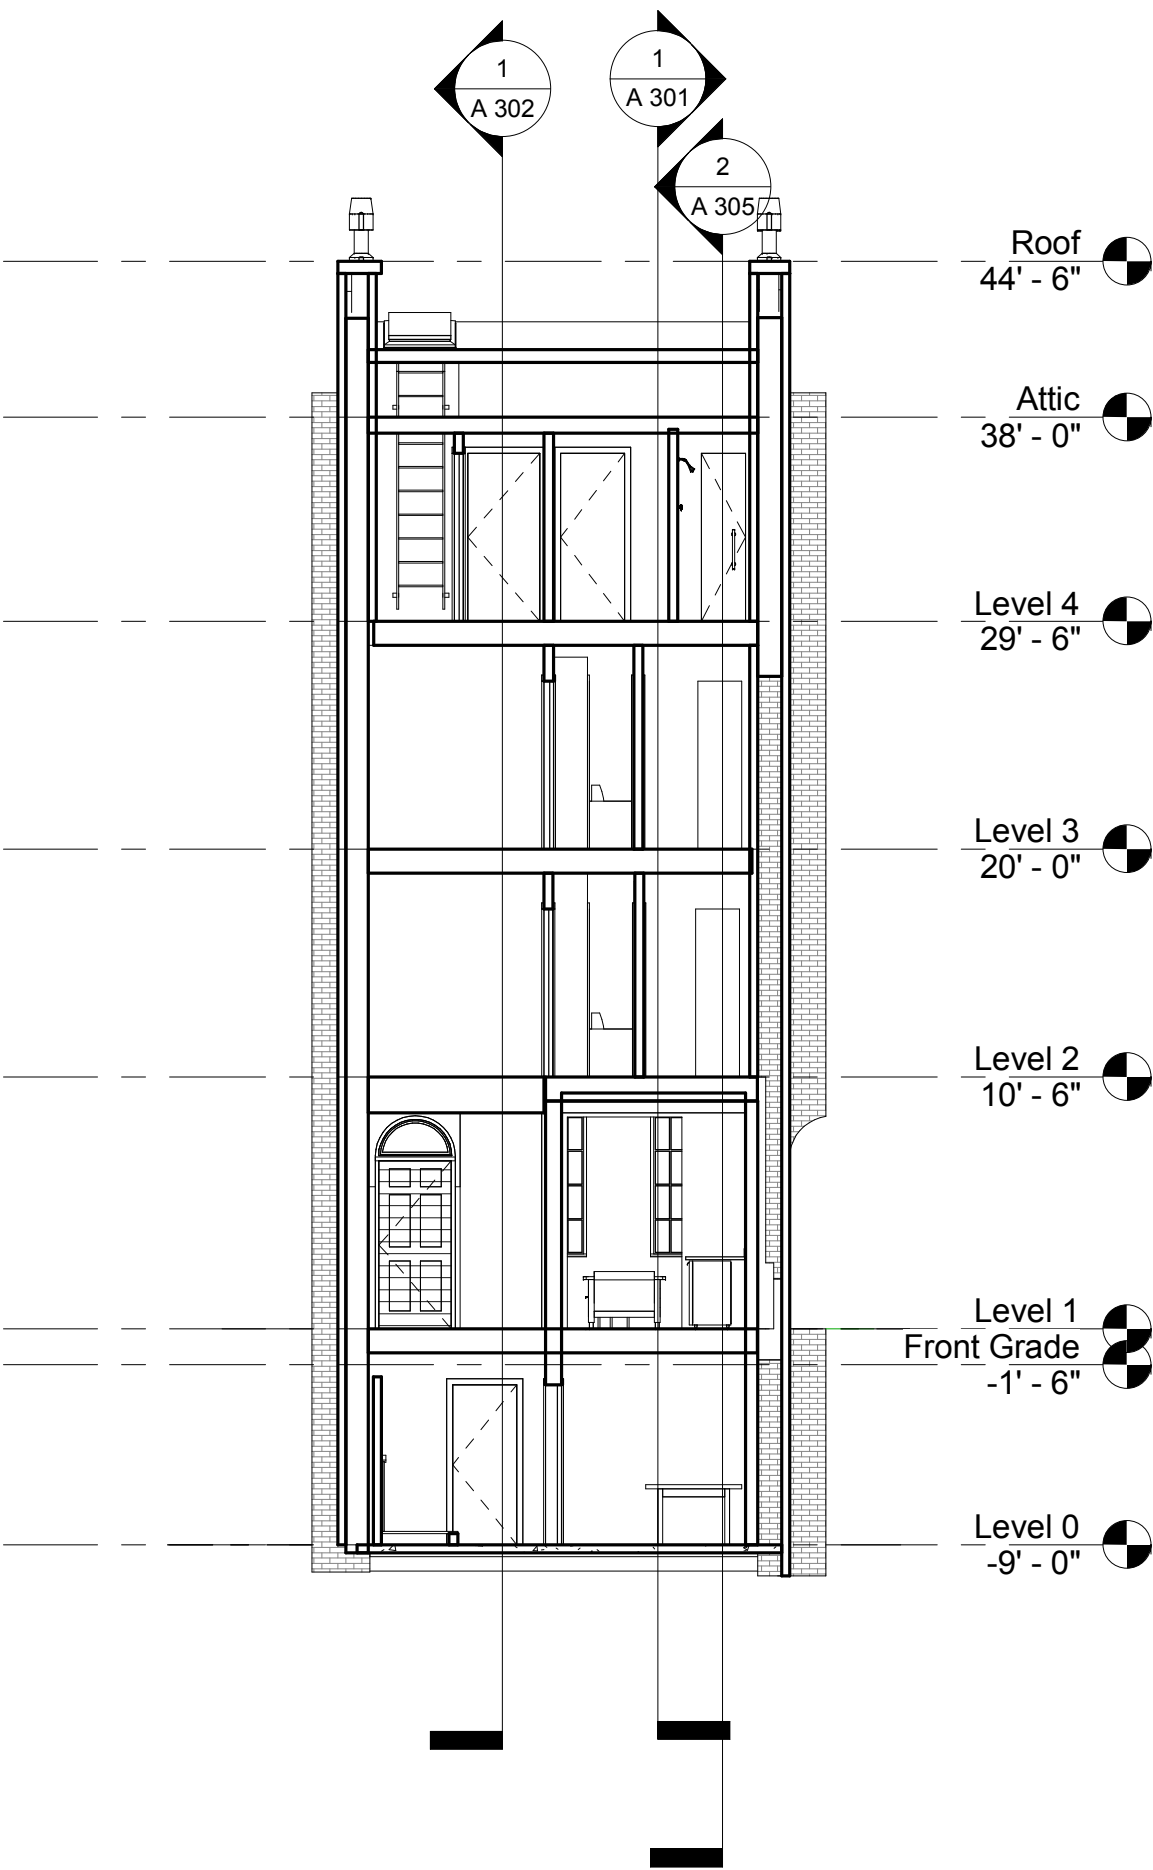 1
A 302
1
A 301
2
A 305
Roof
44' - 6"
Attic
38' - 0"
Level 4
29' - 6"
Level 3
20' - 0"
Level 2
10' - 6"
Level 1
Front Grade
-1' - 6"
Level 0
-9' - 0"